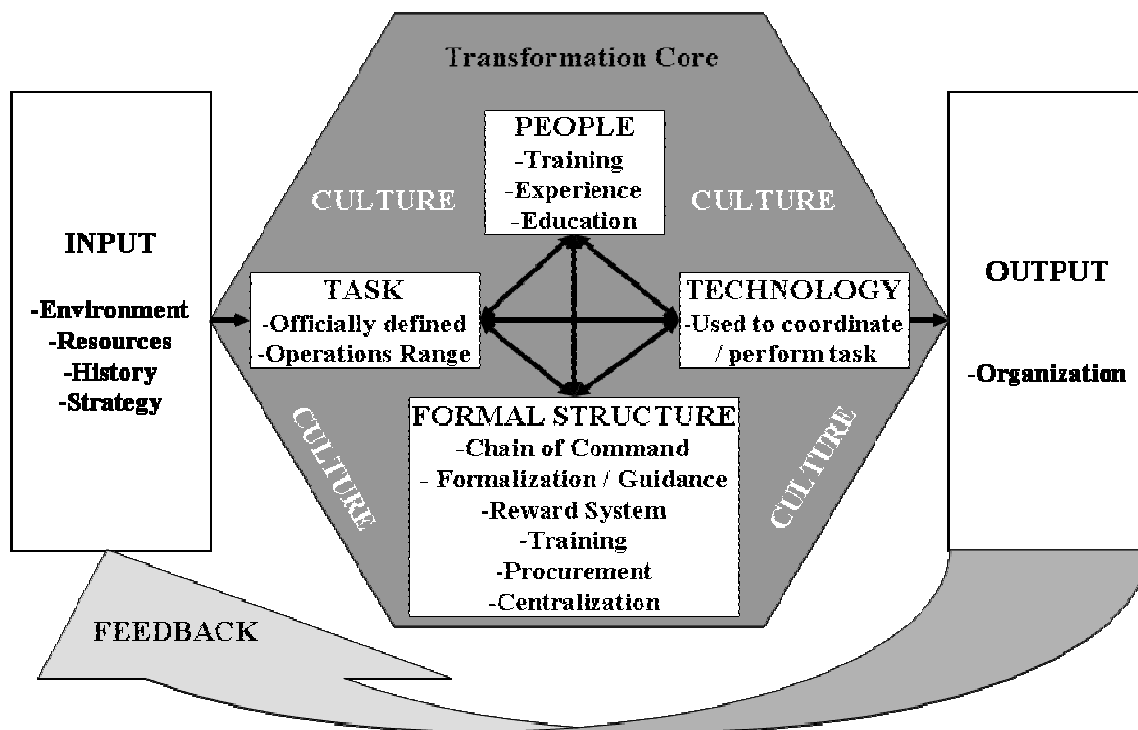 Transformation Core
INPUT
-Environment
-Resources
-History
-Strategy
CULTURE
CULTURE
PEOPLE
-Training
-Experience
-Education
TASK
-Officially defined
-Operations Range
TECHNOLOGY
-Used to coordinate
/ perform task
FORMAL STRUCTURE
-Chain of Command
- Formalization / Guidance
-Reward System
-Training
-Procurement
-Centralization
CULTURE
CULTURE
OUTPUT
-Organization
FEEDBACK